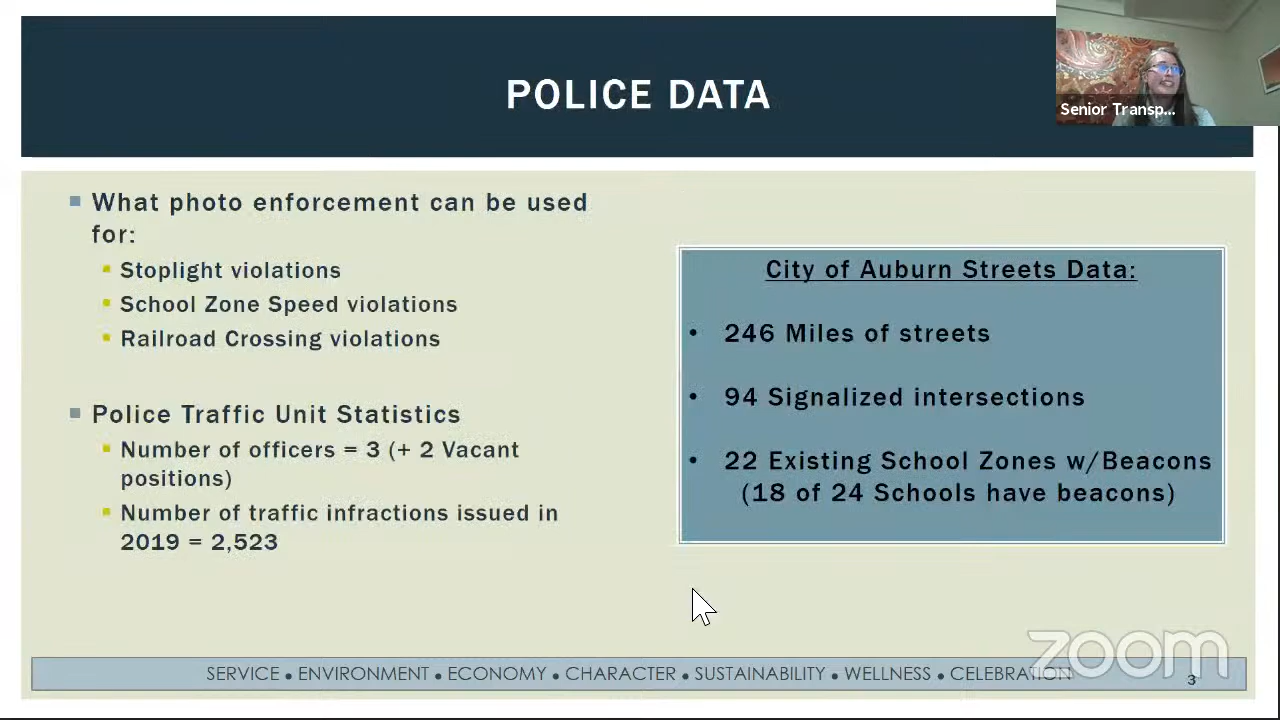 POLICE DATA
Senior Transp...
■ What photo enforcement can be used
for:
▪ Stoplight violations
▪ School Zone Speed violations
▪ Railroad Crossing violations
■ Police Traffic Unit Statistics
▪ Number of officers = 3 (+ 2 Vacant
positions)
▪ Number of traffic infractions issued in
2019 = 2,523
City of Auburn Streets Data:
• 246 Miles of streets
• 94 Signalized intersections
• 22 Existing School Zones w/Beacons
(18 of 24 Schools have beacons)
SERVICE • ENVIRONMENT • ECONOMY • CHARACTER • SUSTAINABILITY • WELLNESS • CELEBRATION
3
zoom